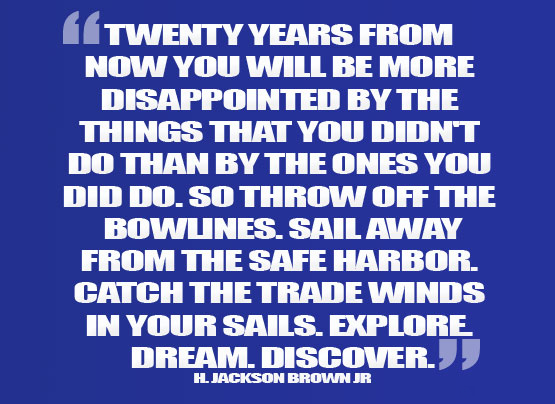 “ TWENTY YEARS FROM
NOW YOU WILL BE MORE
DISAPPOINTED BY THE
THINGS THAT YOU DIDN'T
DO THAN BY THE ONES YOU
DID DO. SO THROW OFF THE
BOWLINES. SAIL AWAY
FROM THE SAFE HARBOR.
CATCH THE TRADE WINDS
IN YOUR SAILS. EXPLORE.
DREAM. DISCOVER. ”
H. JACKSON BROWN JR